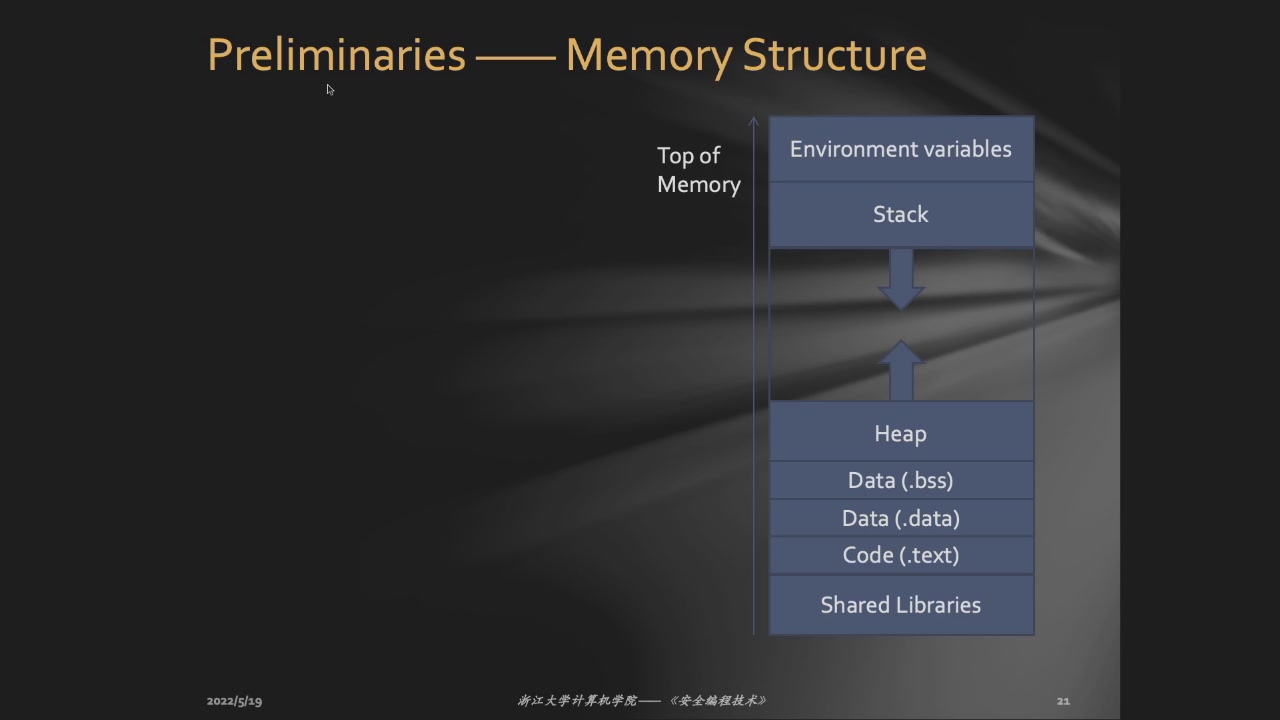 Preliminaries —— Memory Structure
Top of
Memory
Environment variables
Stack
Heap
Data (.bss)
Data (.data)
Code (.text)
Shared Libraries
2022/5/19
浙江大学计算机学院——《安全编程技术》
21